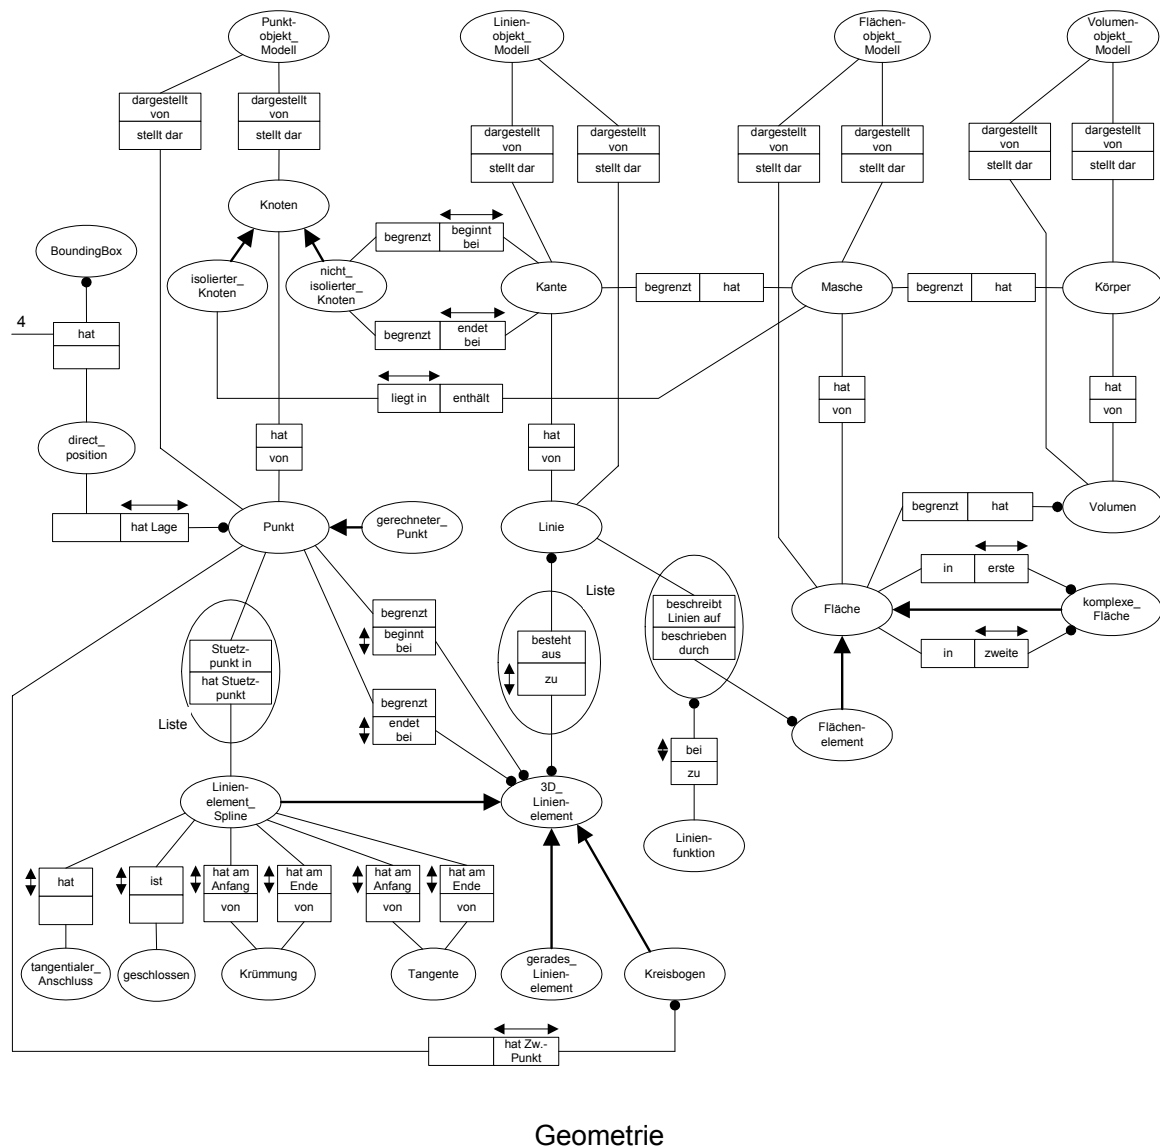 Punkt-
objekt_
Modell
Linien-
objekt_
Modell
Flächen-
objekt_
Modell
Volumen-
objekt_
Modell
dargestellt
von
stellt dar
dargestellt
von
stellt dar
dargestellt
von
stellt dar
dargestellt
von
stellt dar
dargestellt
von
stellt dar
dargestellt
von
stellt dar
dargestellt
von
stellt dar
dargestellt
von
stellt dar
Knoten
BoundingBox
isolierter_
Knoten
nicht_
isolierter_
Knoten
begrenzt
beginnt
bei
Kante
begrenzt
hat
Masche
begrenzt
hat
Körper
4
hat
begrenzt
endet
bei
liegt in
enthält
hat
von
hat
von
direct_
position
hat
von
hat
von
hat Lage
Punkt
gerechneter_
Punkt
Linie
begrenzt
hat
Volumen
in
erste
Liste
Liste
beschreibt
Linien auf
beschrieben
durch
Fläche
komplexe_
Fläche
begrenzt
beginnt
bei
besteht
aus
zu
Stuetz-
punkt in
hat Stuetz-
punkt
in
zweite
begrenzt
endet
bei
Flächen-
element
bei
zu
Linien-
element_
Spline
3D_
Linien-
element
Linien-
funktion
hat
ist
hat am
Anfang
von
hat am
Ende
von
hat am
Anfang
von
hat am
Ende
von
tangentialer_
Anschluss
geschlossen
Krümmung
Tangente
gerades_
Linien-
element
Kreisbogen
hat Zw.-
Punkt
Geometrie